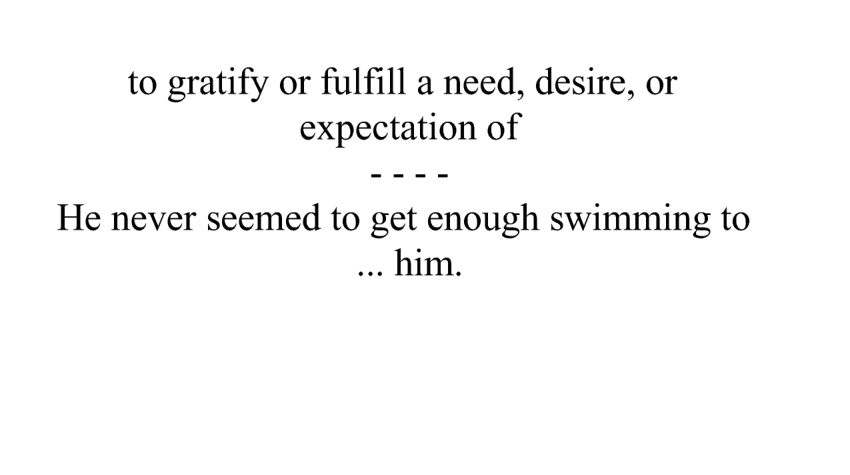 to gratify or fulfill a need, desire, or
expectation of
- - - -
He never seemed to get enough swimming to
... him.